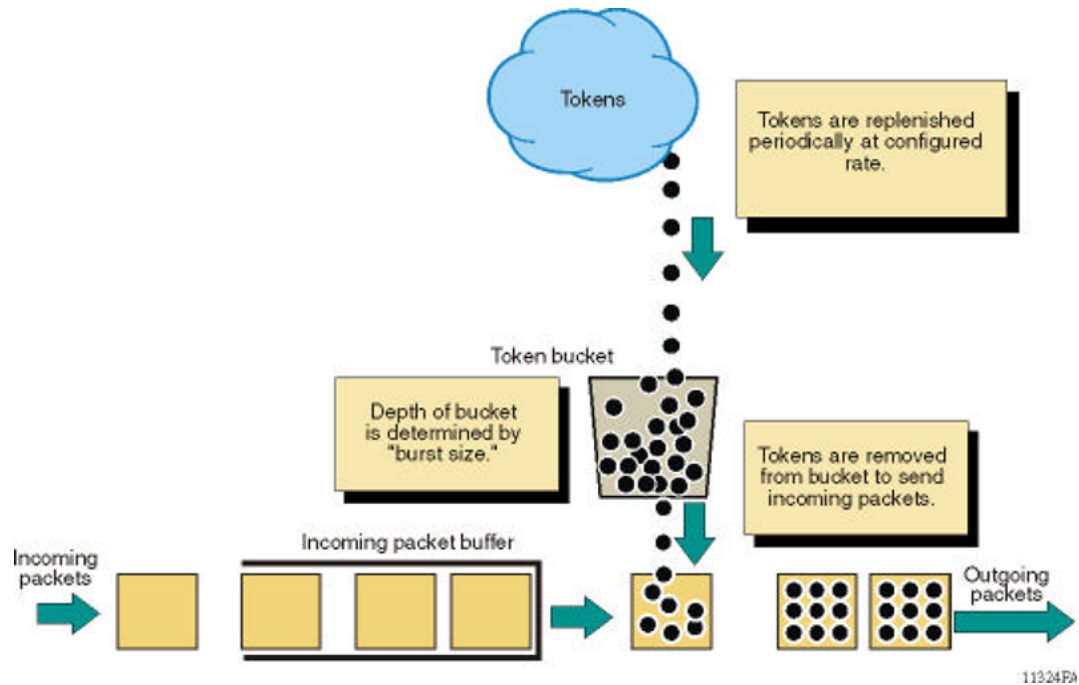 Tokens
Tokens are replenished
periodically at configured
rate.
Token bucket
Depth of bucket
is determined by
"burst size."
Tokens are removed
from bucket to send
incoming packets.
Incoming packet buffer
Incoming
packets
Outgoing
packets
11324FA